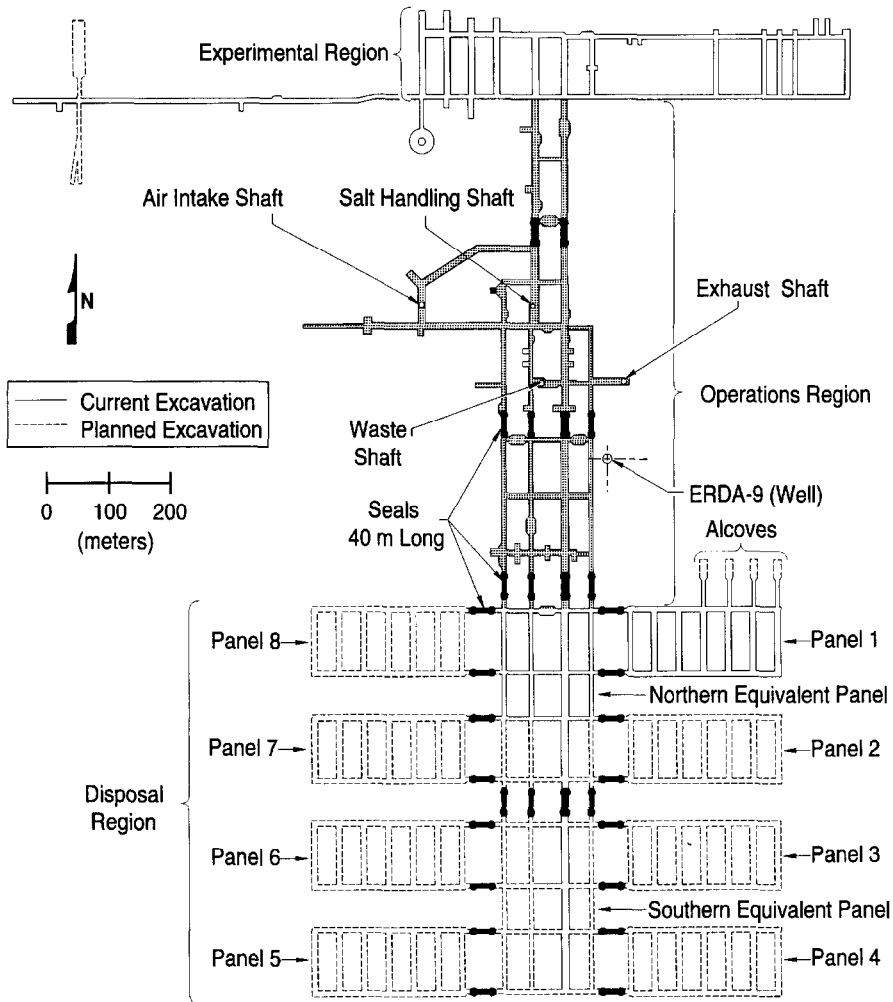 Experimental Region
Air Intake Shaft
Salt Handling Shaft
N
Exhaust Shaft
Current Excavation
Planned Excavation
Operations Region
Waste
Shaft
0 100 200
(meters)
Seals
40 m Long
ERDA-9 (Well)
Alcoves
Panel 8
Panel 1
Northern Equivalent Panel
Panel 7
Panel 2
Disposal
Region
Panel 6
Panel 3
Southern Equivalent Panel
Panel 5
Panel 4